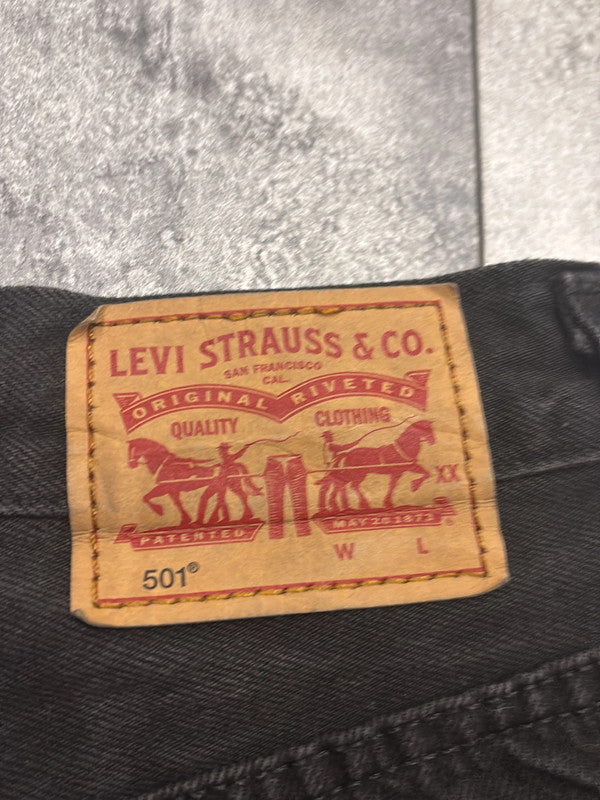 LEVI STRAUSS & CO.
SAN FRANCISCO
CAL.
ORIGINAL RIVETED
QUALITY CLOTHING
XX
PATENTED MAY 20 1873 ®
501®
W L